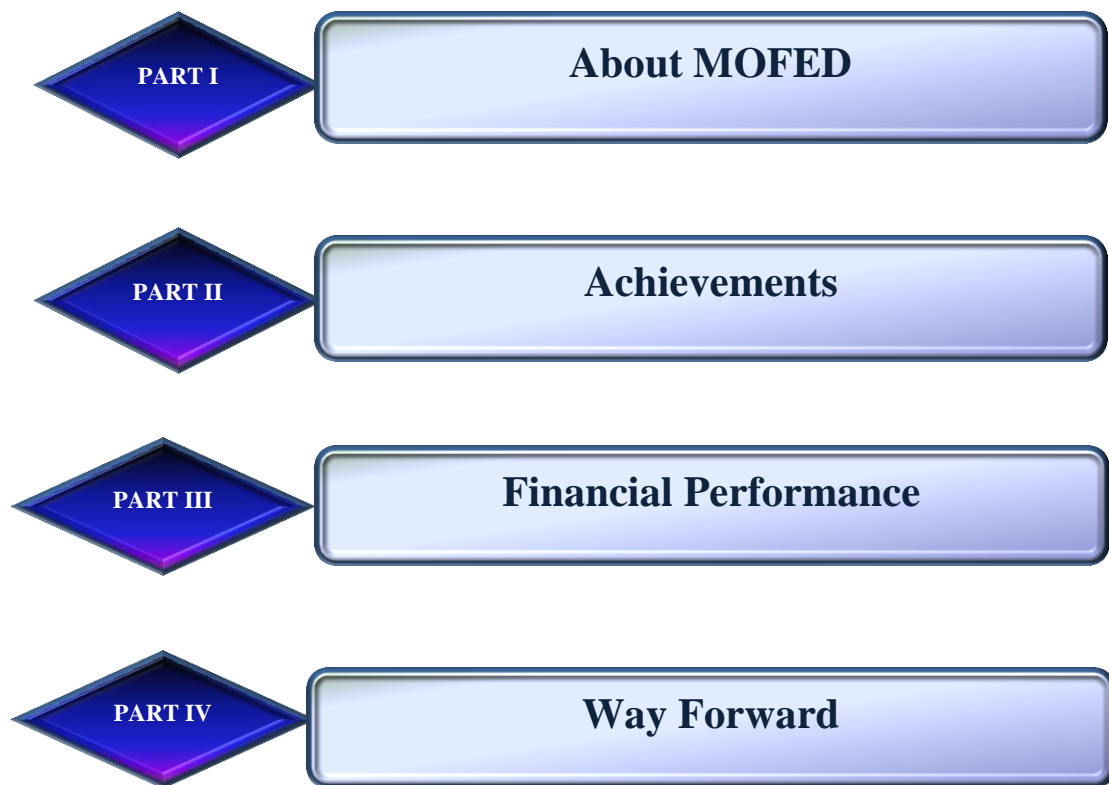 PART I
About MOFED
PART II
Achievements
PART III
Financial Performance
PART IV
Way Forward